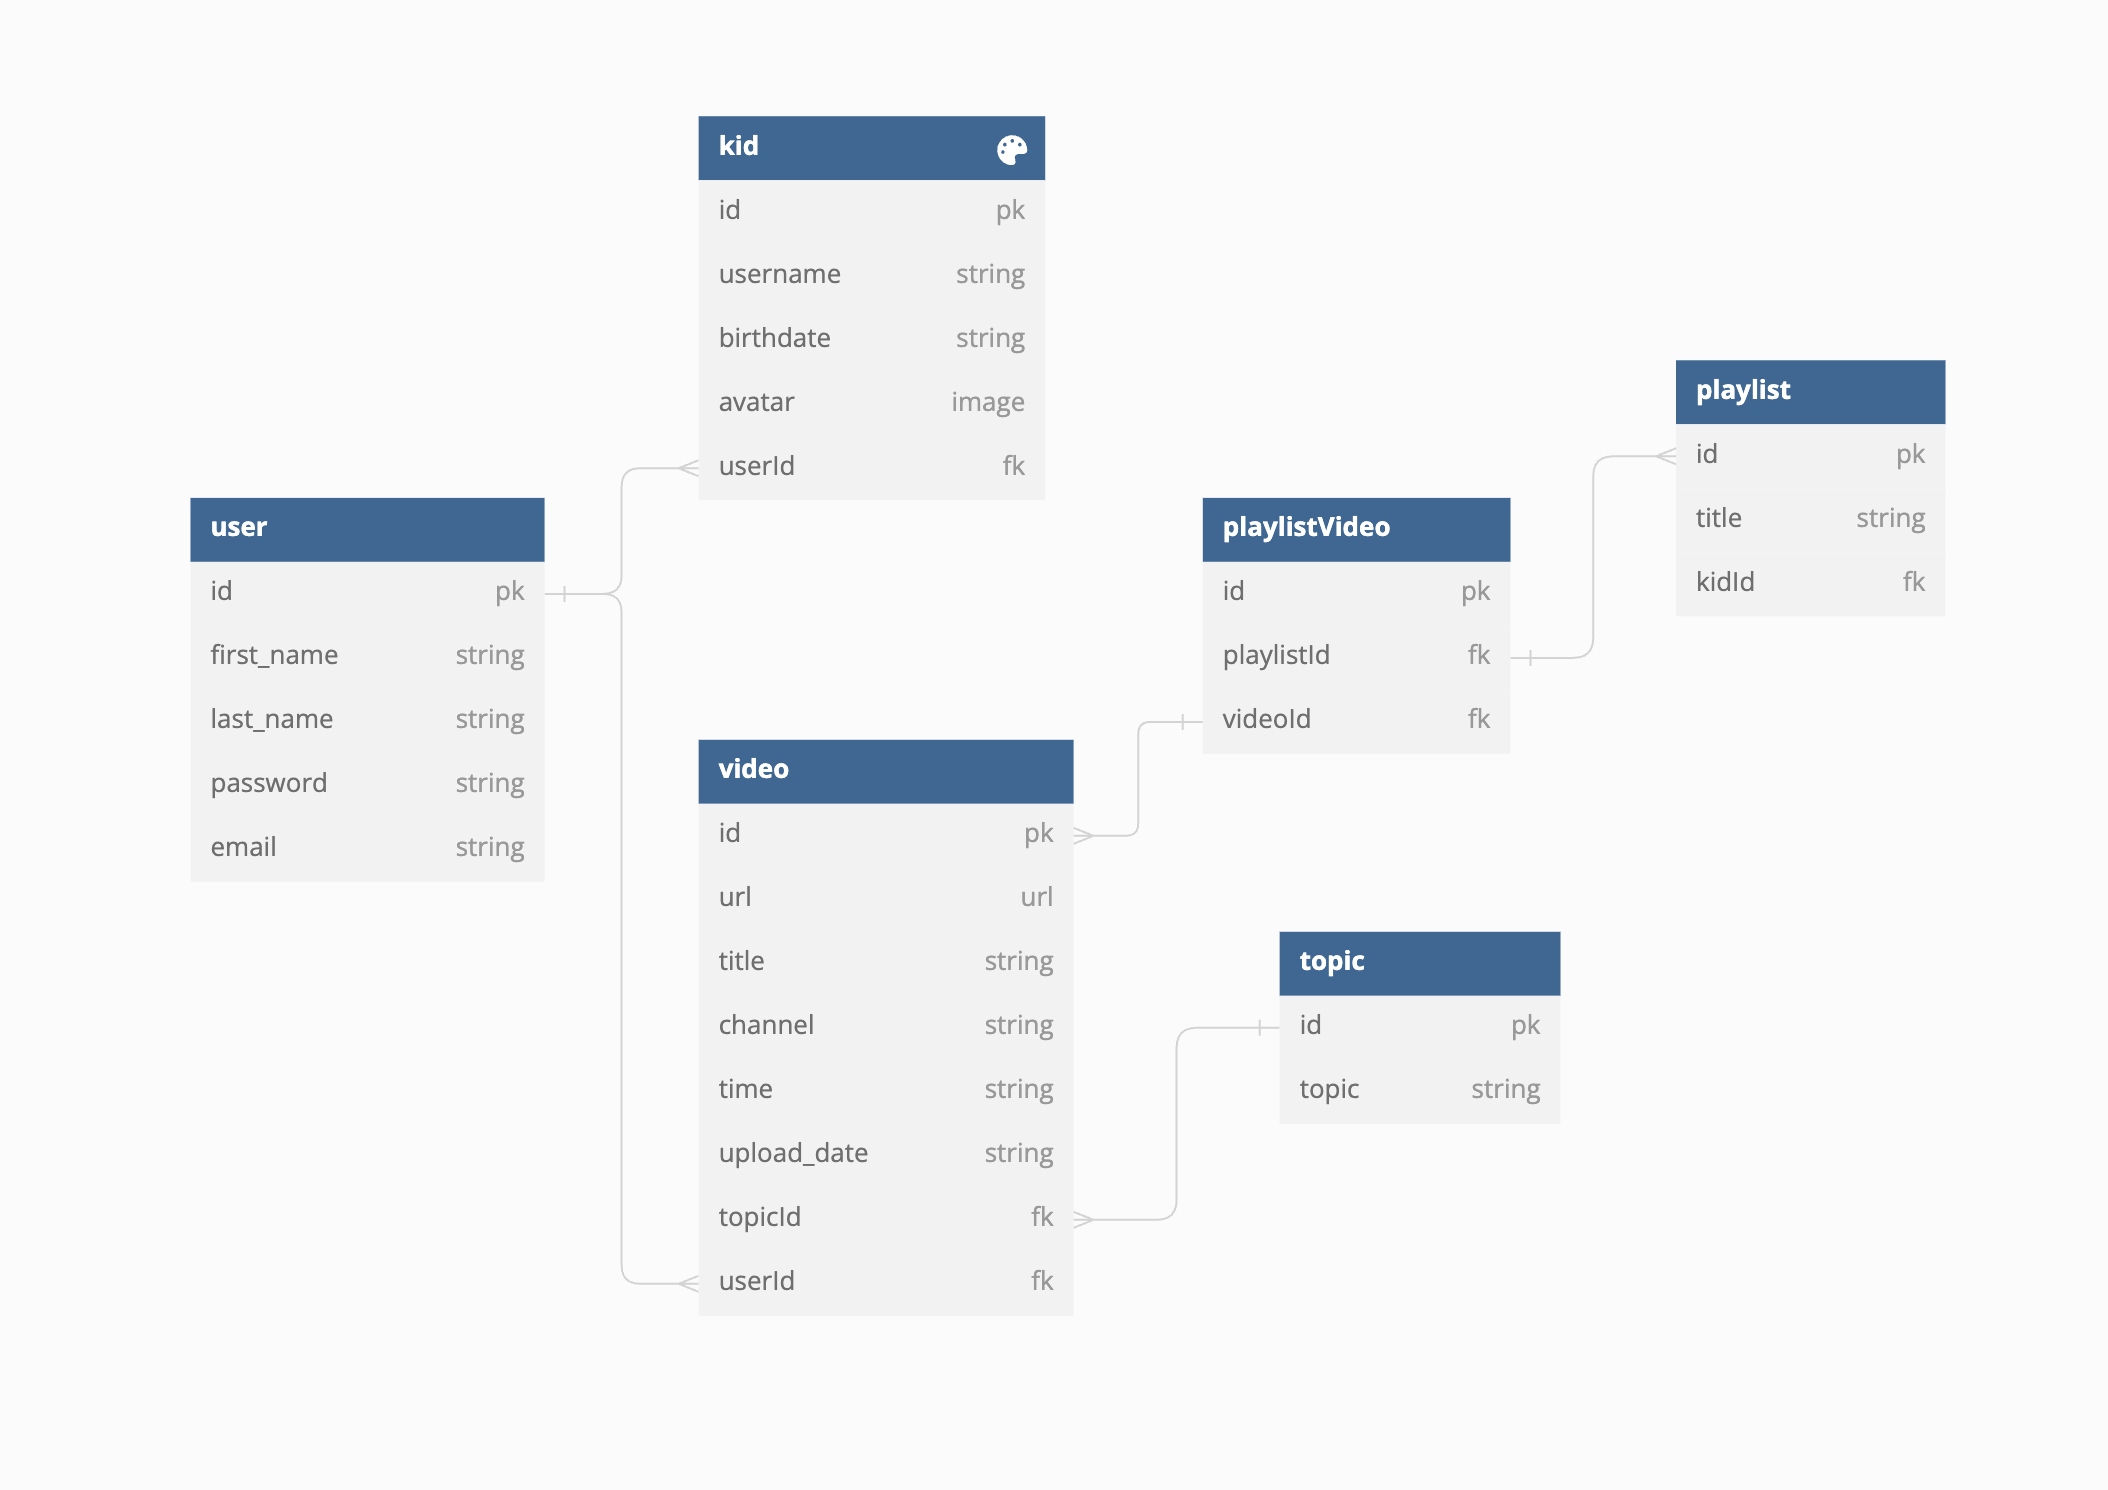 kid
id pk
username string
birthdate string
avatar image
userId fk
user
id pk
first_name string
last_name string
password string
email string
video
id pk
url url
title string
channel string
time string
upload_date string
topicId fk
userId fk
playlistVideo
id pk
playlistId fk
videoId fk
playlist
id pk
title string
kidId fk
topic
id pk
topic string